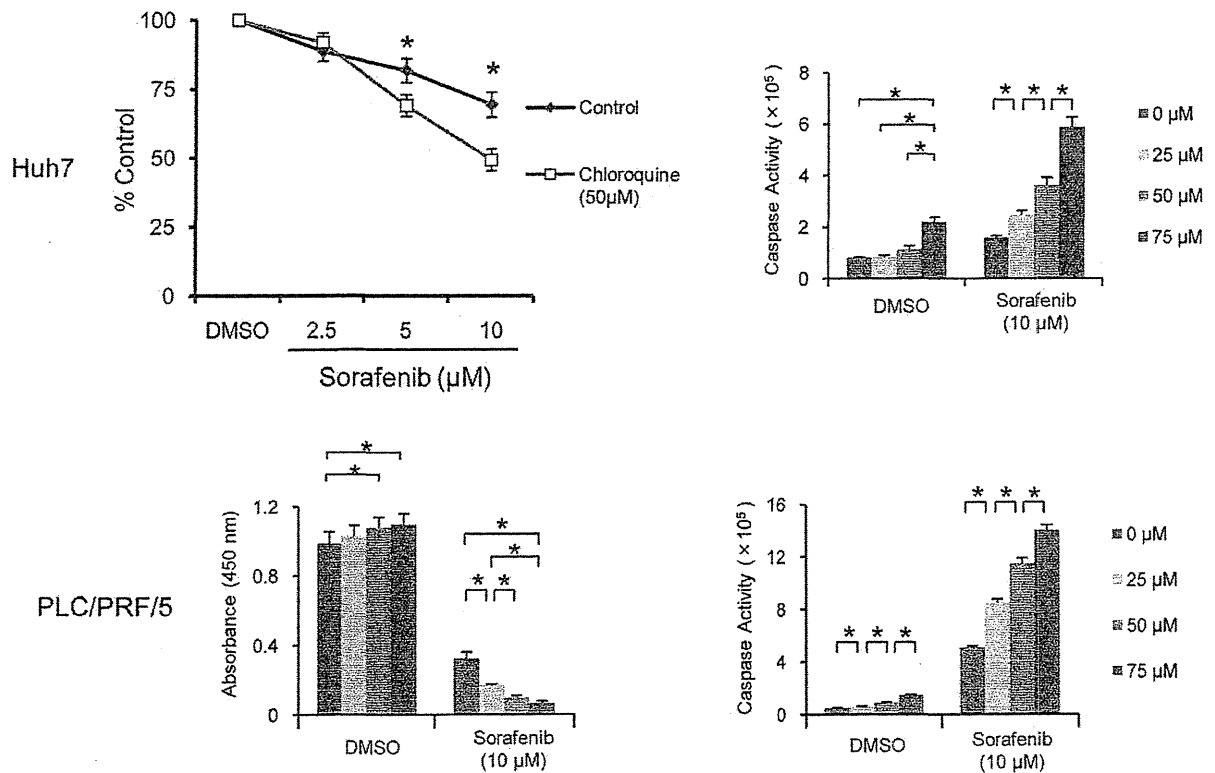 Huh7
% Control
100
75
50
25
0
* *
Control
Chloroquine
(50µM)
DMSO 2.5 5 10
Sorafenib (µM)
Caspase Activity (×10⁵)
8
6
4
2
0
* * *
* * *
DMSO
Sorafenib
(10 µM)
0 µM
25 µM
50 µM
75 µM
PLC/PRF/5
Absorbance (450 nm)
1.2
0.8
0.4
0
* *
* * * *
DMSO
Sorafenib
(10 µM)
Caspase Activity (×10⁵)
16
12
8
4
0
* * *
* * *
DMSO
Sorafenib
(10 µM)
0 µM
25 µM
50 µM
75 µM